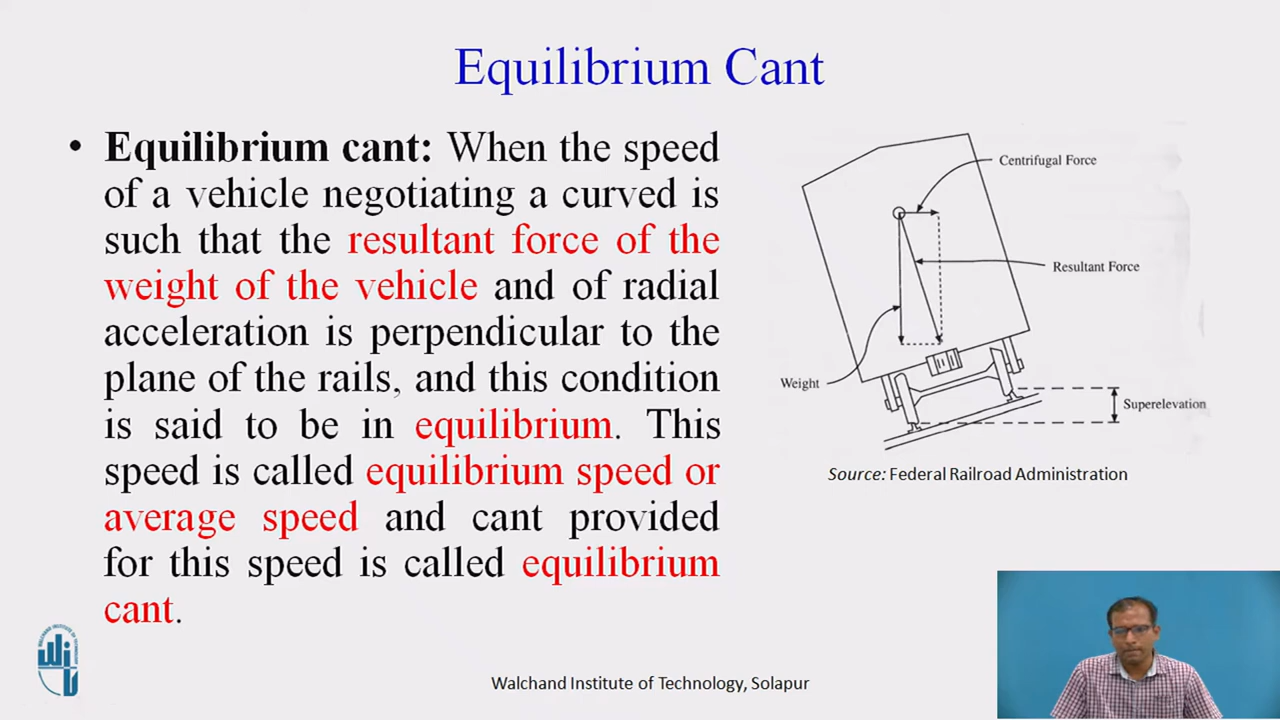 Equilibrium Cant
• Equilibrium cant: When the speed
of a vehicle negotiating a curved is
such that the resultant force of the
weight of the vehicle and of radial
acceleration is perpendicular to the
plane of the rails, and this condition
is said to be in equilibrium. This
speed is called equilibrium speed or
average speed and cant provided
for this speed is called equilibrium
cant.
Centrifugal Force
Resultant Force
Weight
Superelevation
Source: Federal Railroad Administration
Walchand Institute of Technology, Solapur